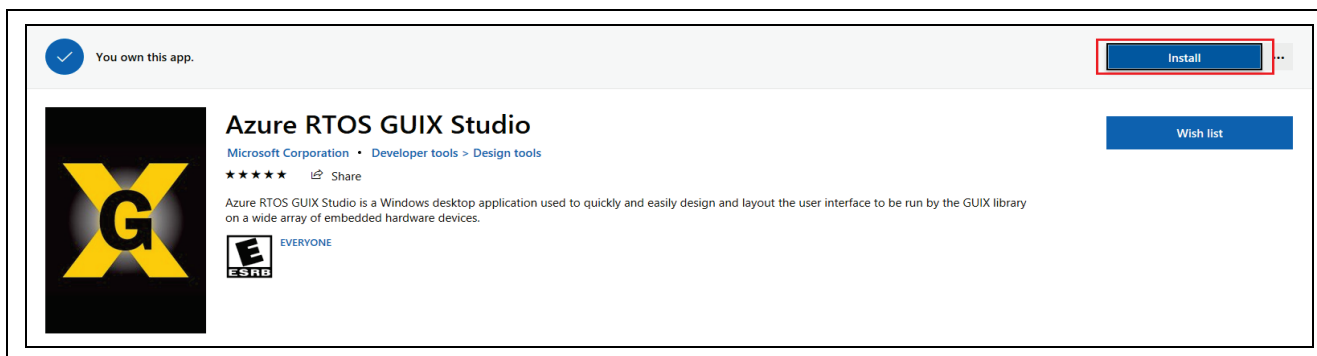 You own this app.
Install
...
Azure RTOS GUIX Studio
Microsoft Corporation • Developer tools > Design tools
Wish list
★★★★★ Share
Azure RTOS GUIX Studio is a Windows desktop application used to quickly and easily design and layout the user interface to be run by the GUIX library
on a wide array of embedded hardware devices.
X
G
E
ESRB
EVERYONE